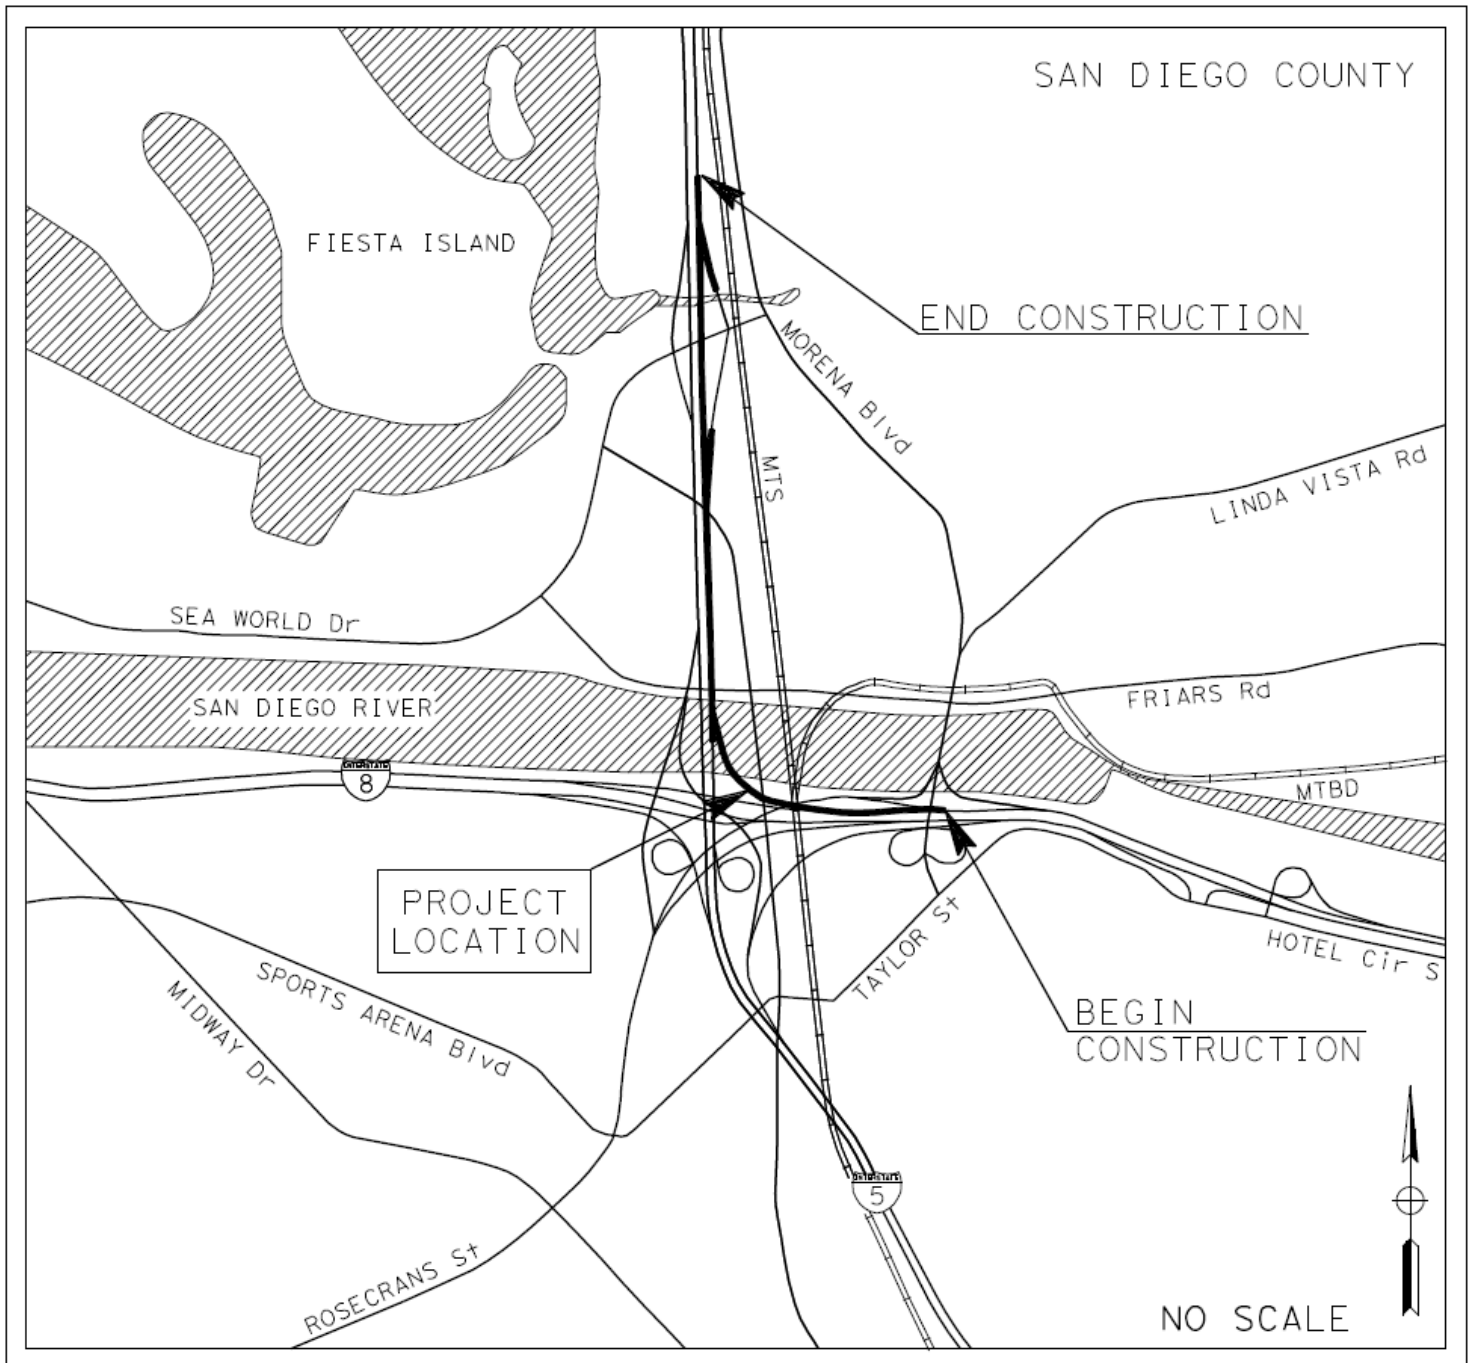 SAN DIEGO COUNTY
FIESTA ISLAND
END CONSTRUCTION
MORENA Blvd
MTS
LINDA VISTA Rd
SEA WORLD Dr
FRIARS Rd
SAN DIEGO RIVER
INTERSTATE
8
MTBD
PROJECT
LOCATION
TAYLOR St
HOTEL Cir S
SPORTS ARENA Blvd
MIDWAY Dr
BEGIN
CONSTRUCTION
INTERSTATE
5
ROSECRANS St
NO SCALE